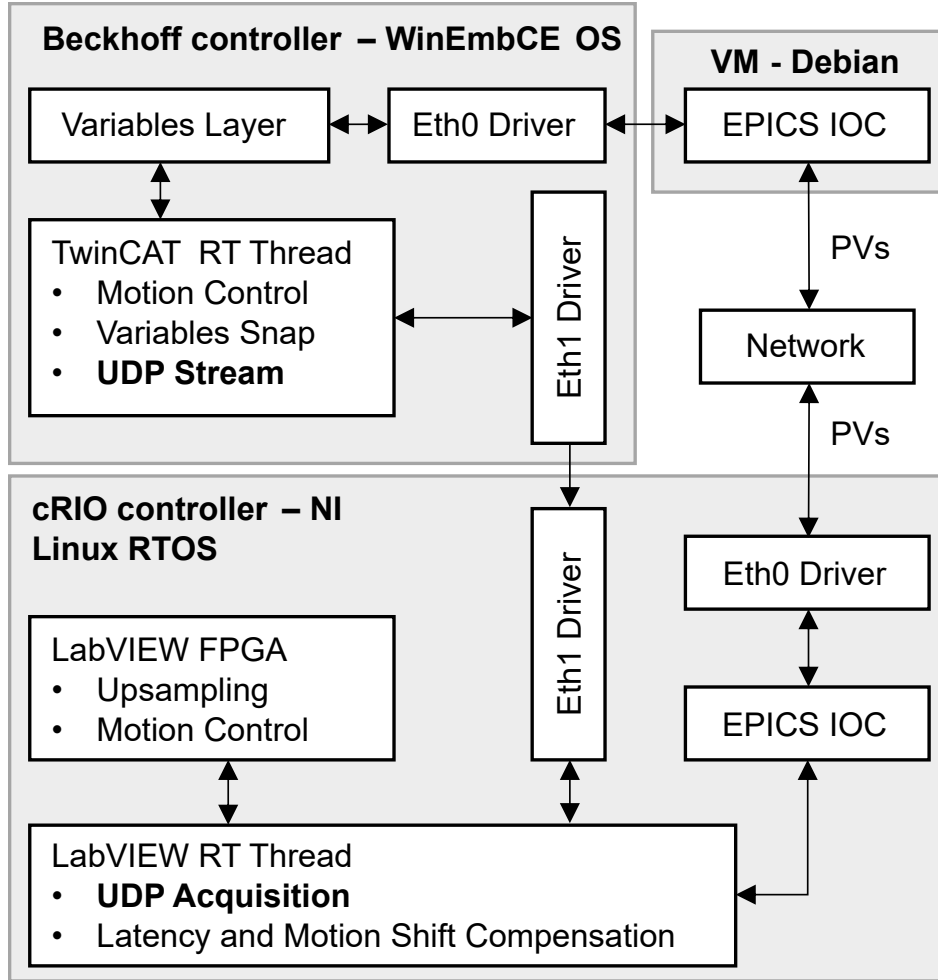 Beckhoff controller – WinEmbCE OS
VM - Debian
Variables Layer
Eth0 Driver
EPICS IOC
TwinCAT RT Thread
• Motion Control
• Variables Snap
• UDP Stream
Eth1 Driver
PVs
Network
PVs
cRIO controller – NI
Linux RTOS
Eth1 Driver
Eth0 Driver
LabVIEW FPGA
• Upsampling
• Motion Control
EPICS IOC
LabVIEW RT Thread
• UDP Acquisition
• Latency and Motion Shift Compensation